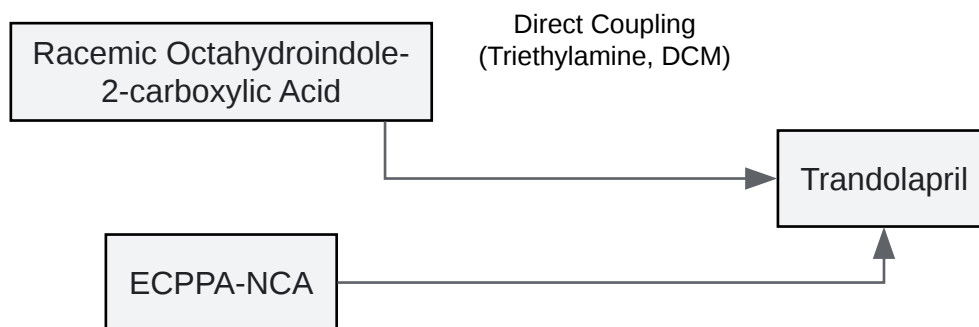 Direct Coupling
(Triethylamine, DCM)
Racemic Octahydroindole-
2-carboxylic Acid
Trandolapril
ECPPA-NCA